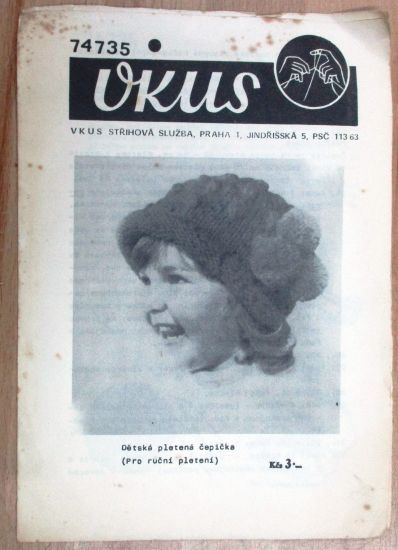 74735
VKUS
VKUS STŘIHOVÁ SLUŽBA, PRAHA 1, JINDŘIŠSKÁ 5, PSČ 113 63
Dětská pletená čepička
(Pro ruční pletení)
Kčs 3·—